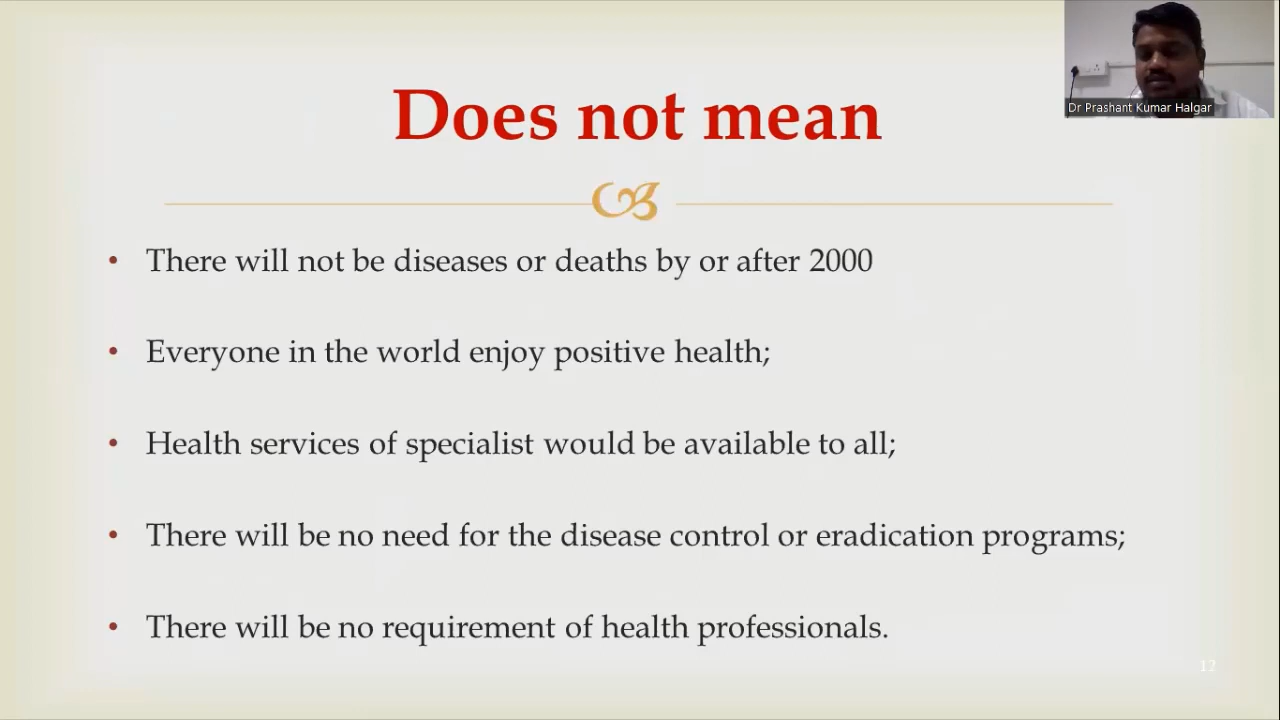 Dr Prashant Kumar Halgar
Does not mean
• There will not be diseases or deaths by or after 2000
• Everyone in the world enjoy positive health;
• Health services of specialist would be available to all;
• There will be no need for the disease control or eradication programs;
• There will be no requirement of health professionals.
12